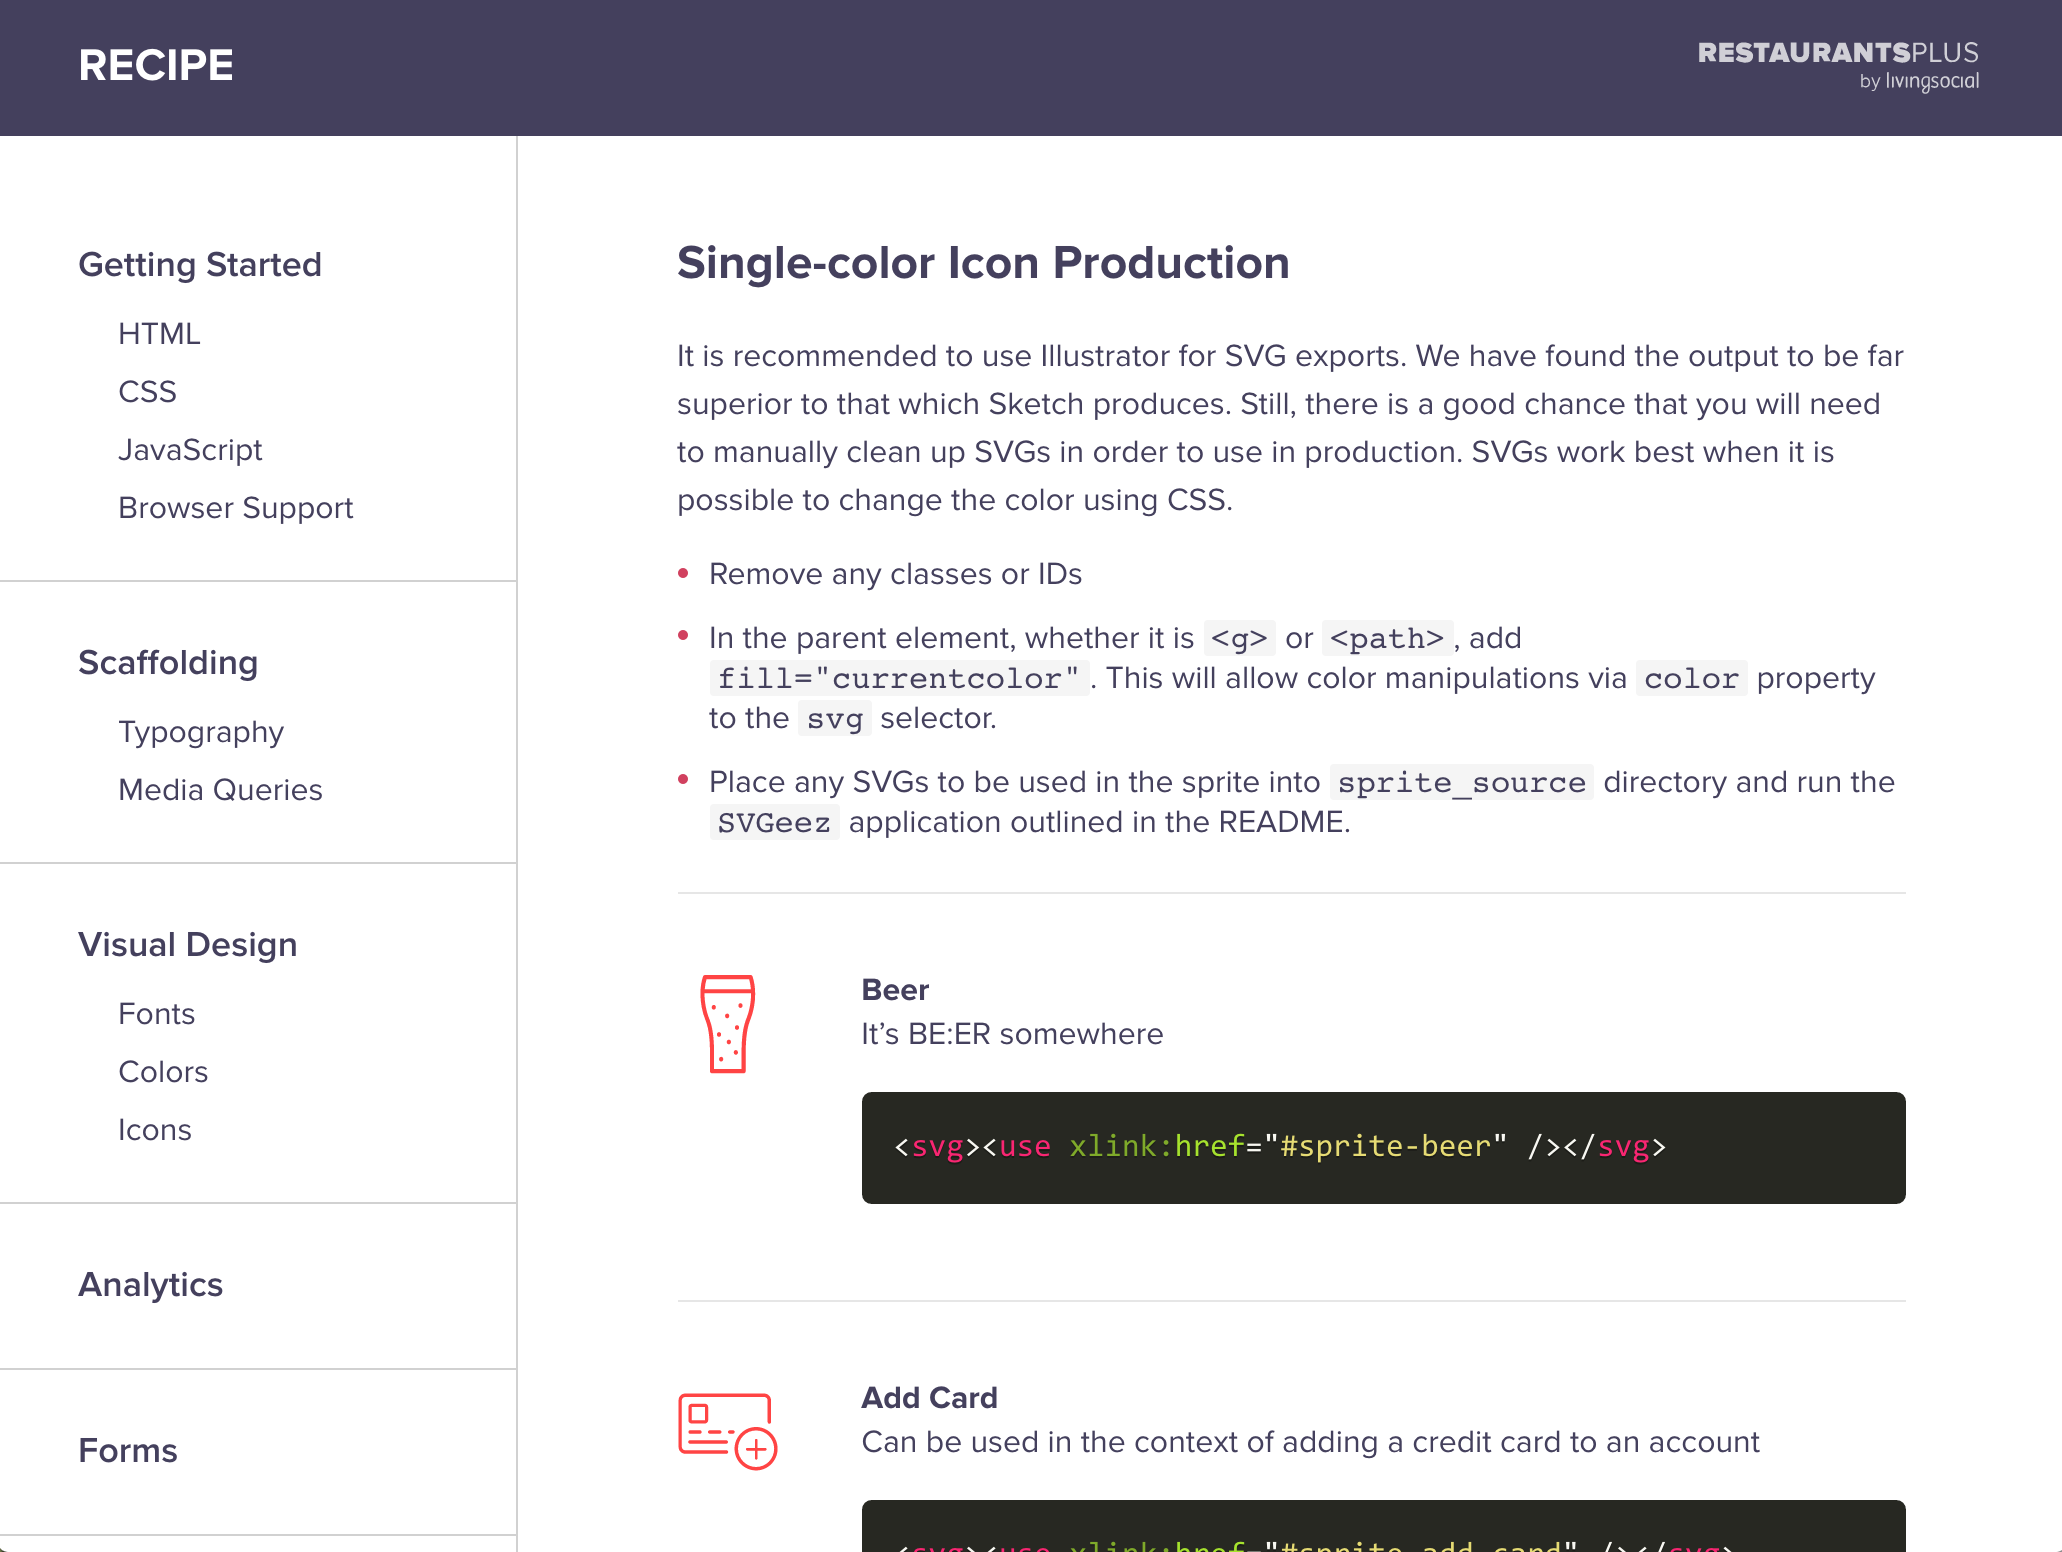 RECIPE
RESTAURANTSPLUS
by livingsocial
Getting Started
HTML
CSS
JavaScript
Browser Support
Scaffolding
Typography
Media Queries
Visual Design
Fonts
Colors
Icons
Analytics
Forms
Single-color Icon Production
It is recommended to use Illustrator for SVG exports. We have found the output to be far
superior to that which Sketch produces. Still, there is a good chance that you will need
to manually clean up SVGs in order to use in production. SVGs work best when it is
possible to change the color using CSS.
• Remove any classes or IDs
• In the parent element, whether it is <g> or <path>, add
fill="currentcolor". This will allow color manipulations via color property
to the svg selector.
• Place any SVGs to be used in the sprite into sprite_source directory and run the
SVGeez application outlined in the README.
Beer
It’s BE:ER somewhere
<svg><use xlink:href="#sprite-beer" /></svg>
Add Card
Can be used in the context of adding a credit card to an account
<svg><use xlink:href="#sprite-add-card" /></svg>